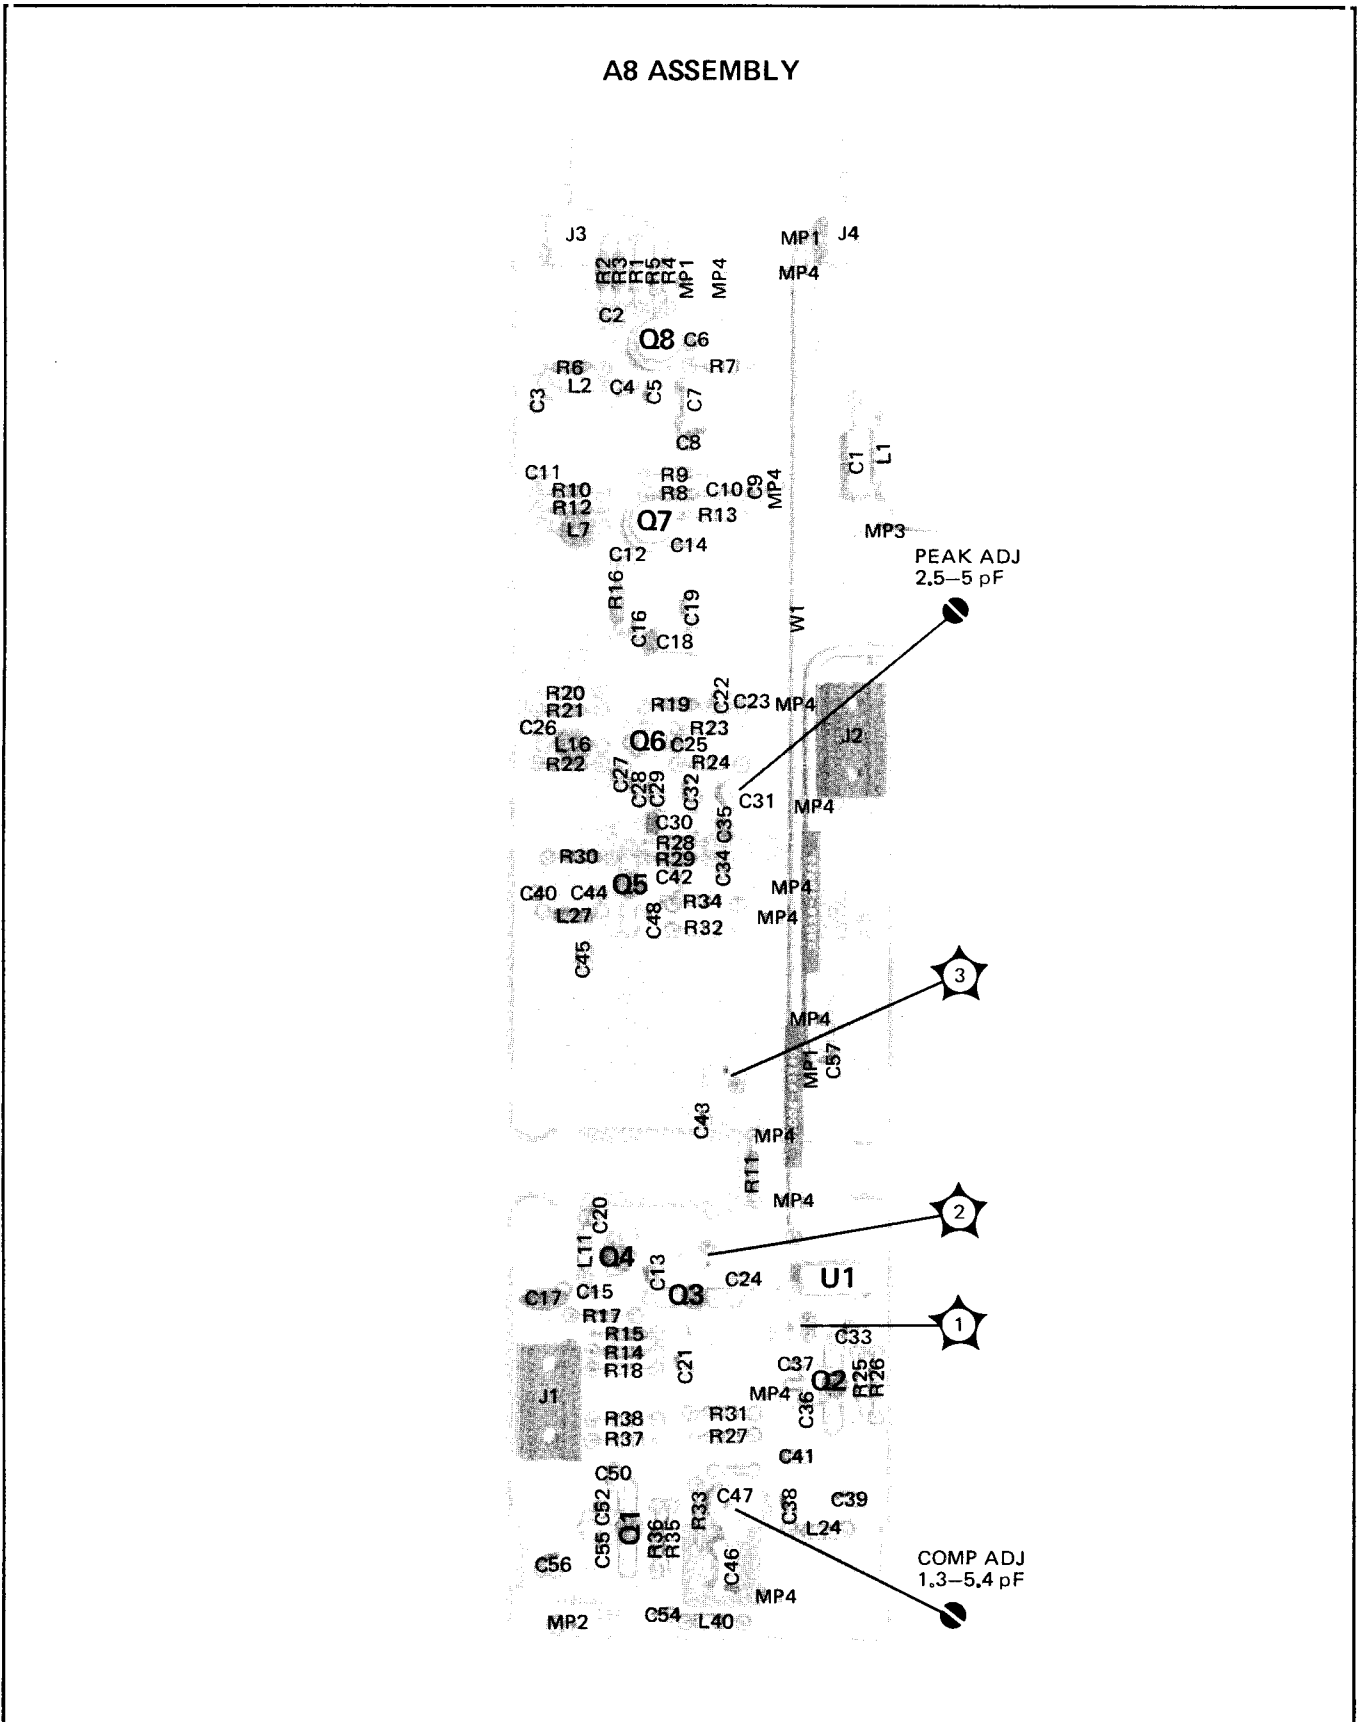 A8 ASSEMBLY
J3
MP1 J4
R2 R3 R1 R5 R4 MP1 MP4
MP4
C2
Q8 C6
R6 R7
L2 C4 C5 C7
C3
C8
C1 L1
C11 R9
R10 R8 C10 C9 MP4
R12 Q7 R13
L7
MP3
C12 C14
PEAK ADJ
2.5–5 pF
R16 C19
W1
C16 C18
R20 R19 C22 C23 MP4
R21
C26 R23
L16 Q6 C25 J2
R22 R24
C27 C28 C29 C32 C31
MP4
C30 C35
R28
R30 R29
C42 C34
C40 C44 Q5 MP4
R34
L27 C48 MP4
R32
C45
3
MP4
MP1 C57
C43
MP4
R11
MP4
2
C20
L11 Q4
C13 C24 U1
C17 C15 Q3
R17 1
R15 C33
R14
R18 C21 C37
Q2 R25 R26
J1 MP4 C36
R38 R31
R37 R27
C41
C50
C52 R33 C47 C38 C39
Q1 L24
C55 R36 R35
C56 C46
COMP ADJ
1.3–5.4 pF
MP4
MP2 C54 L40